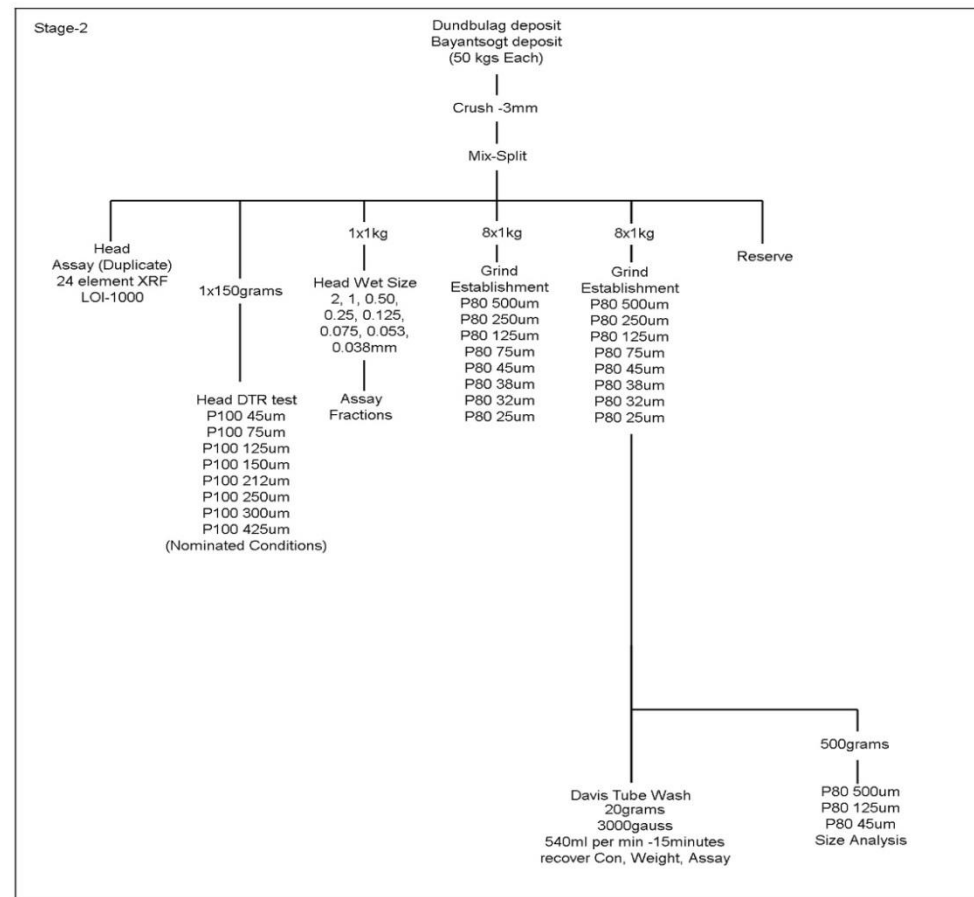 Stage-2
Dundbulag deposit
Bayantsogt deposit
(50 kgs Each)
Crush -3mm
Mix-Split
Head
Assay (Duplicate)
24 element XRF
LOI-1000
1x150grams
Head DTR test
P100 45um
P100 75um
P100 125um
P100 150um
P100 212um
P100 250um
P100 300um
P100 425um
(Nominated Conditions)
1x1kg
Head Wet Size
2, 1, 0.50,
0.25, 0.125,
0.075, 0.053,
0.038mm
Assay
Fractions
8x1kg
Grind
Establishment
P80 500um
P80 250um
P80 125um
P80 75um
P80 45um
P80 38um
P80 32um
P80 25um
8x1kg
Grind
Establishment
P80 500um
P80 250um
P80 125um
P80 75um
P80 45um
P80 38um
P80 32um
P80 25um
Reserve
Davis Tube Wash
20grams
3000gauss
540ml per min -15minutes
recover Con, Weight, Assay
500grams
P80 500um
P80 125um
P80 45um
Size Analysis